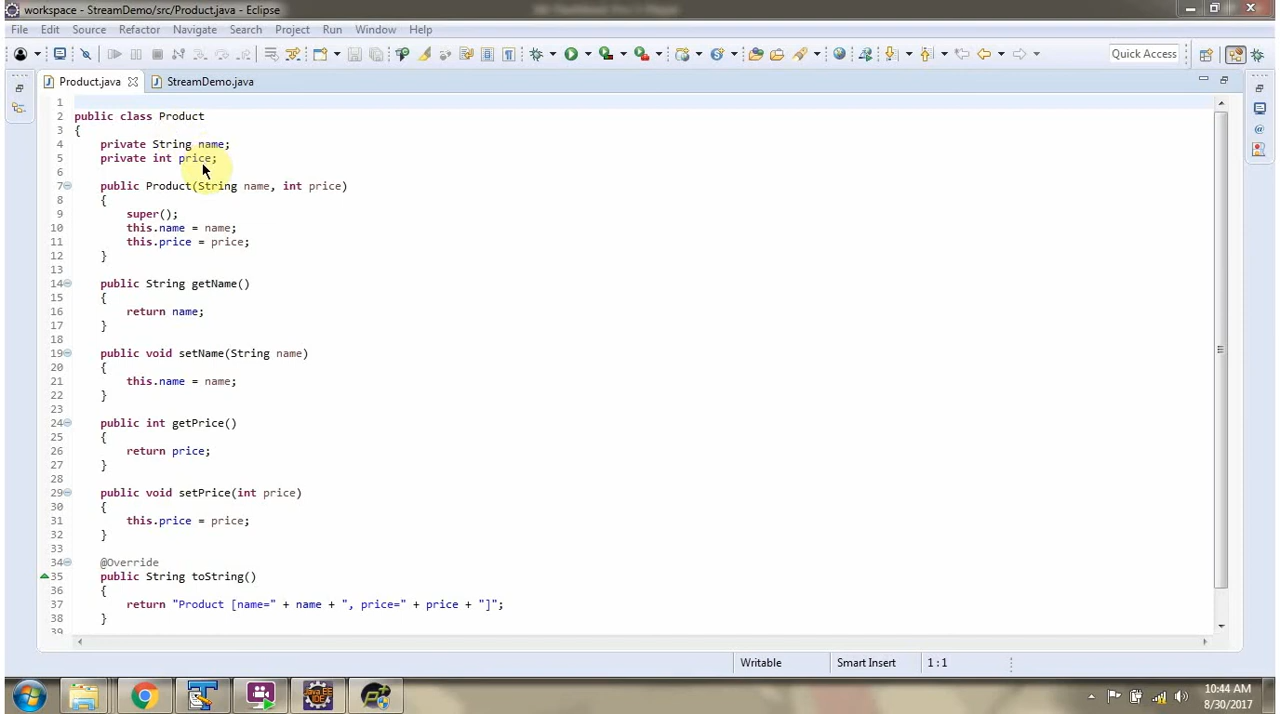 workspace - StreamDemo/src/Product.java - Eclipse
File Edit Source Refactor Navigate Search Project Run Window Help
Quick Access
Product.java StreamDemo.java
1
2 public class Product
3 {
4 private String name;
5 private int price;
6
7 public Product(String name, int price)
8 {
9 super();
10 this.name = name;
11 this.price = price;
12 }
13
14 public String getName()
15 {
16 return name;
17 }
18
19 public void setName(String name)
20 {
21 this.name = name;
22 }
23
24 public int getPrice()
25 {
26 return price;
27 }
28
29 public void setPrice(int price)
30 {
31 this.price = price;
32 }
33
34 @Override
35 public String toString()
36 {
37 return "Product [name=" + name + ", price=" + price + "]";
38 }
39
Writable Smart Insert 1 : 1
Java EE IDE
10:44 AM
8/30/2017